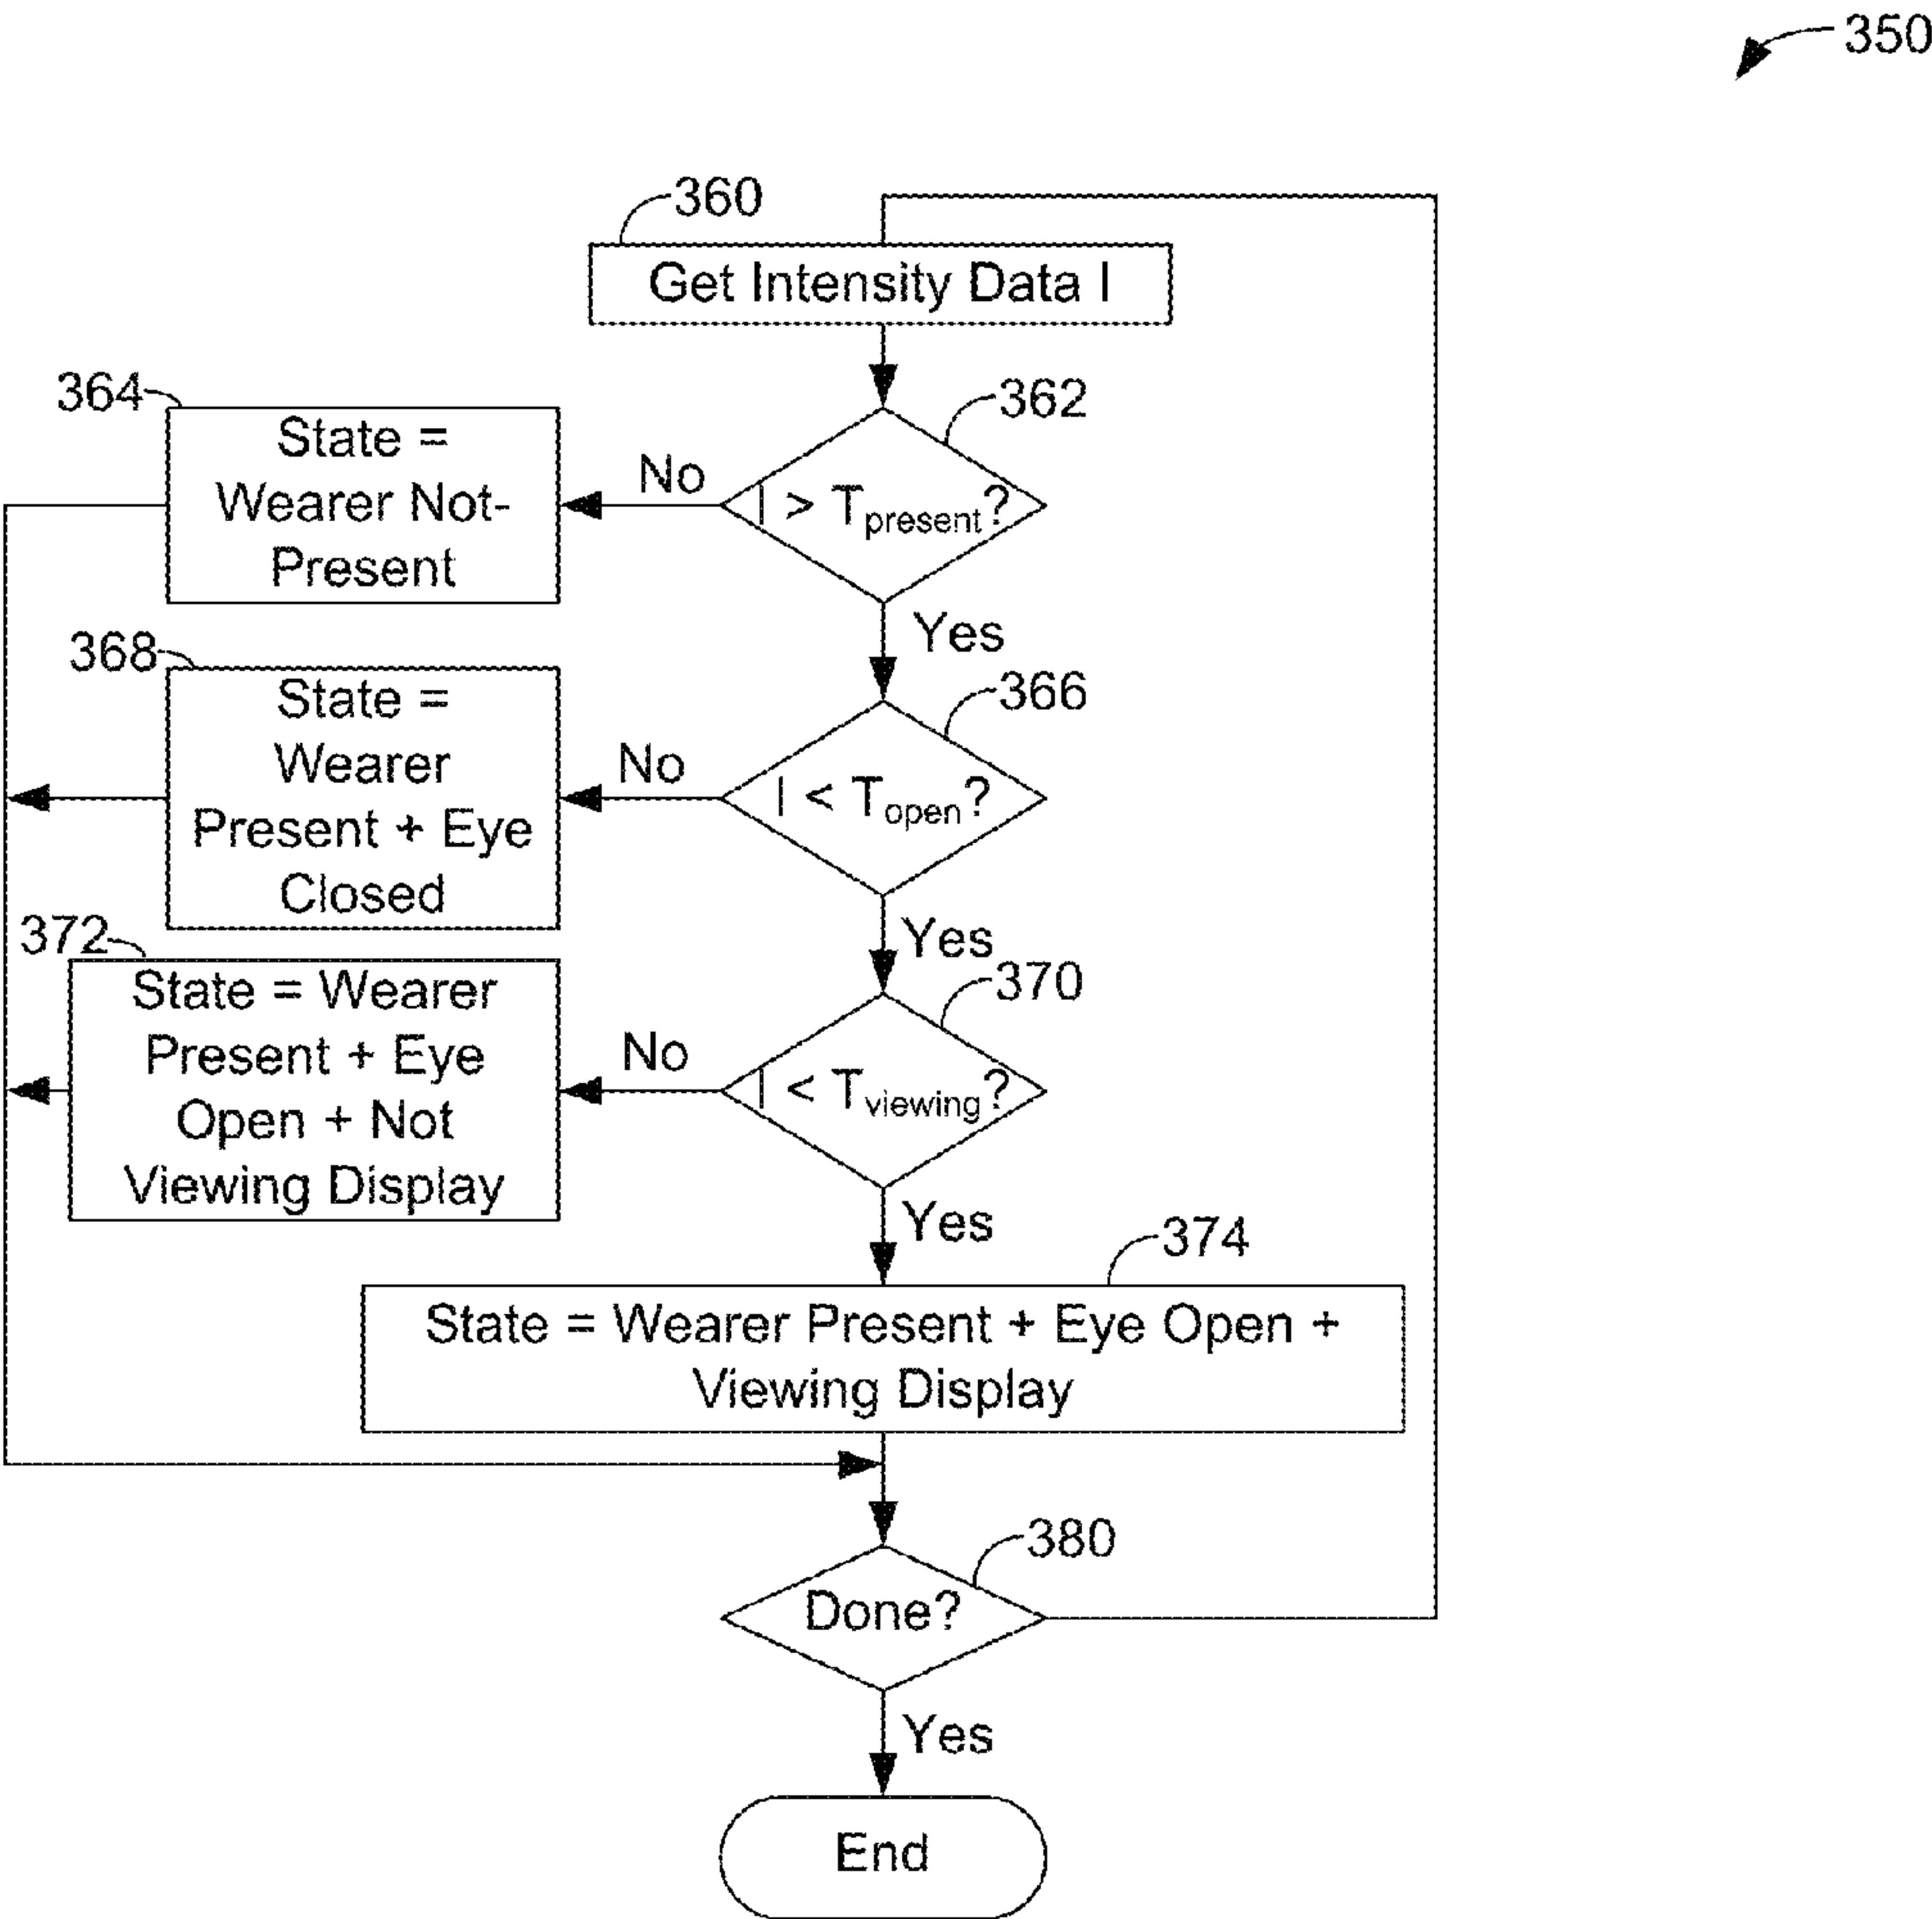 350
360
Get Intensity Data I
364
State =
Wearer Not-
Present
No
362
I > Tpresent?
Yes
368
State =
Wearer
Present + Eye
Closed
No
366
I < Topen?
Yes
372
State = Wearer
Present + Eye
Open + Not
Viewing Display
No
370
I < Tviewing?
Yes
374
State = Wearer Present + Eye Open +
Viewing Display
380
Done?
Yes
End